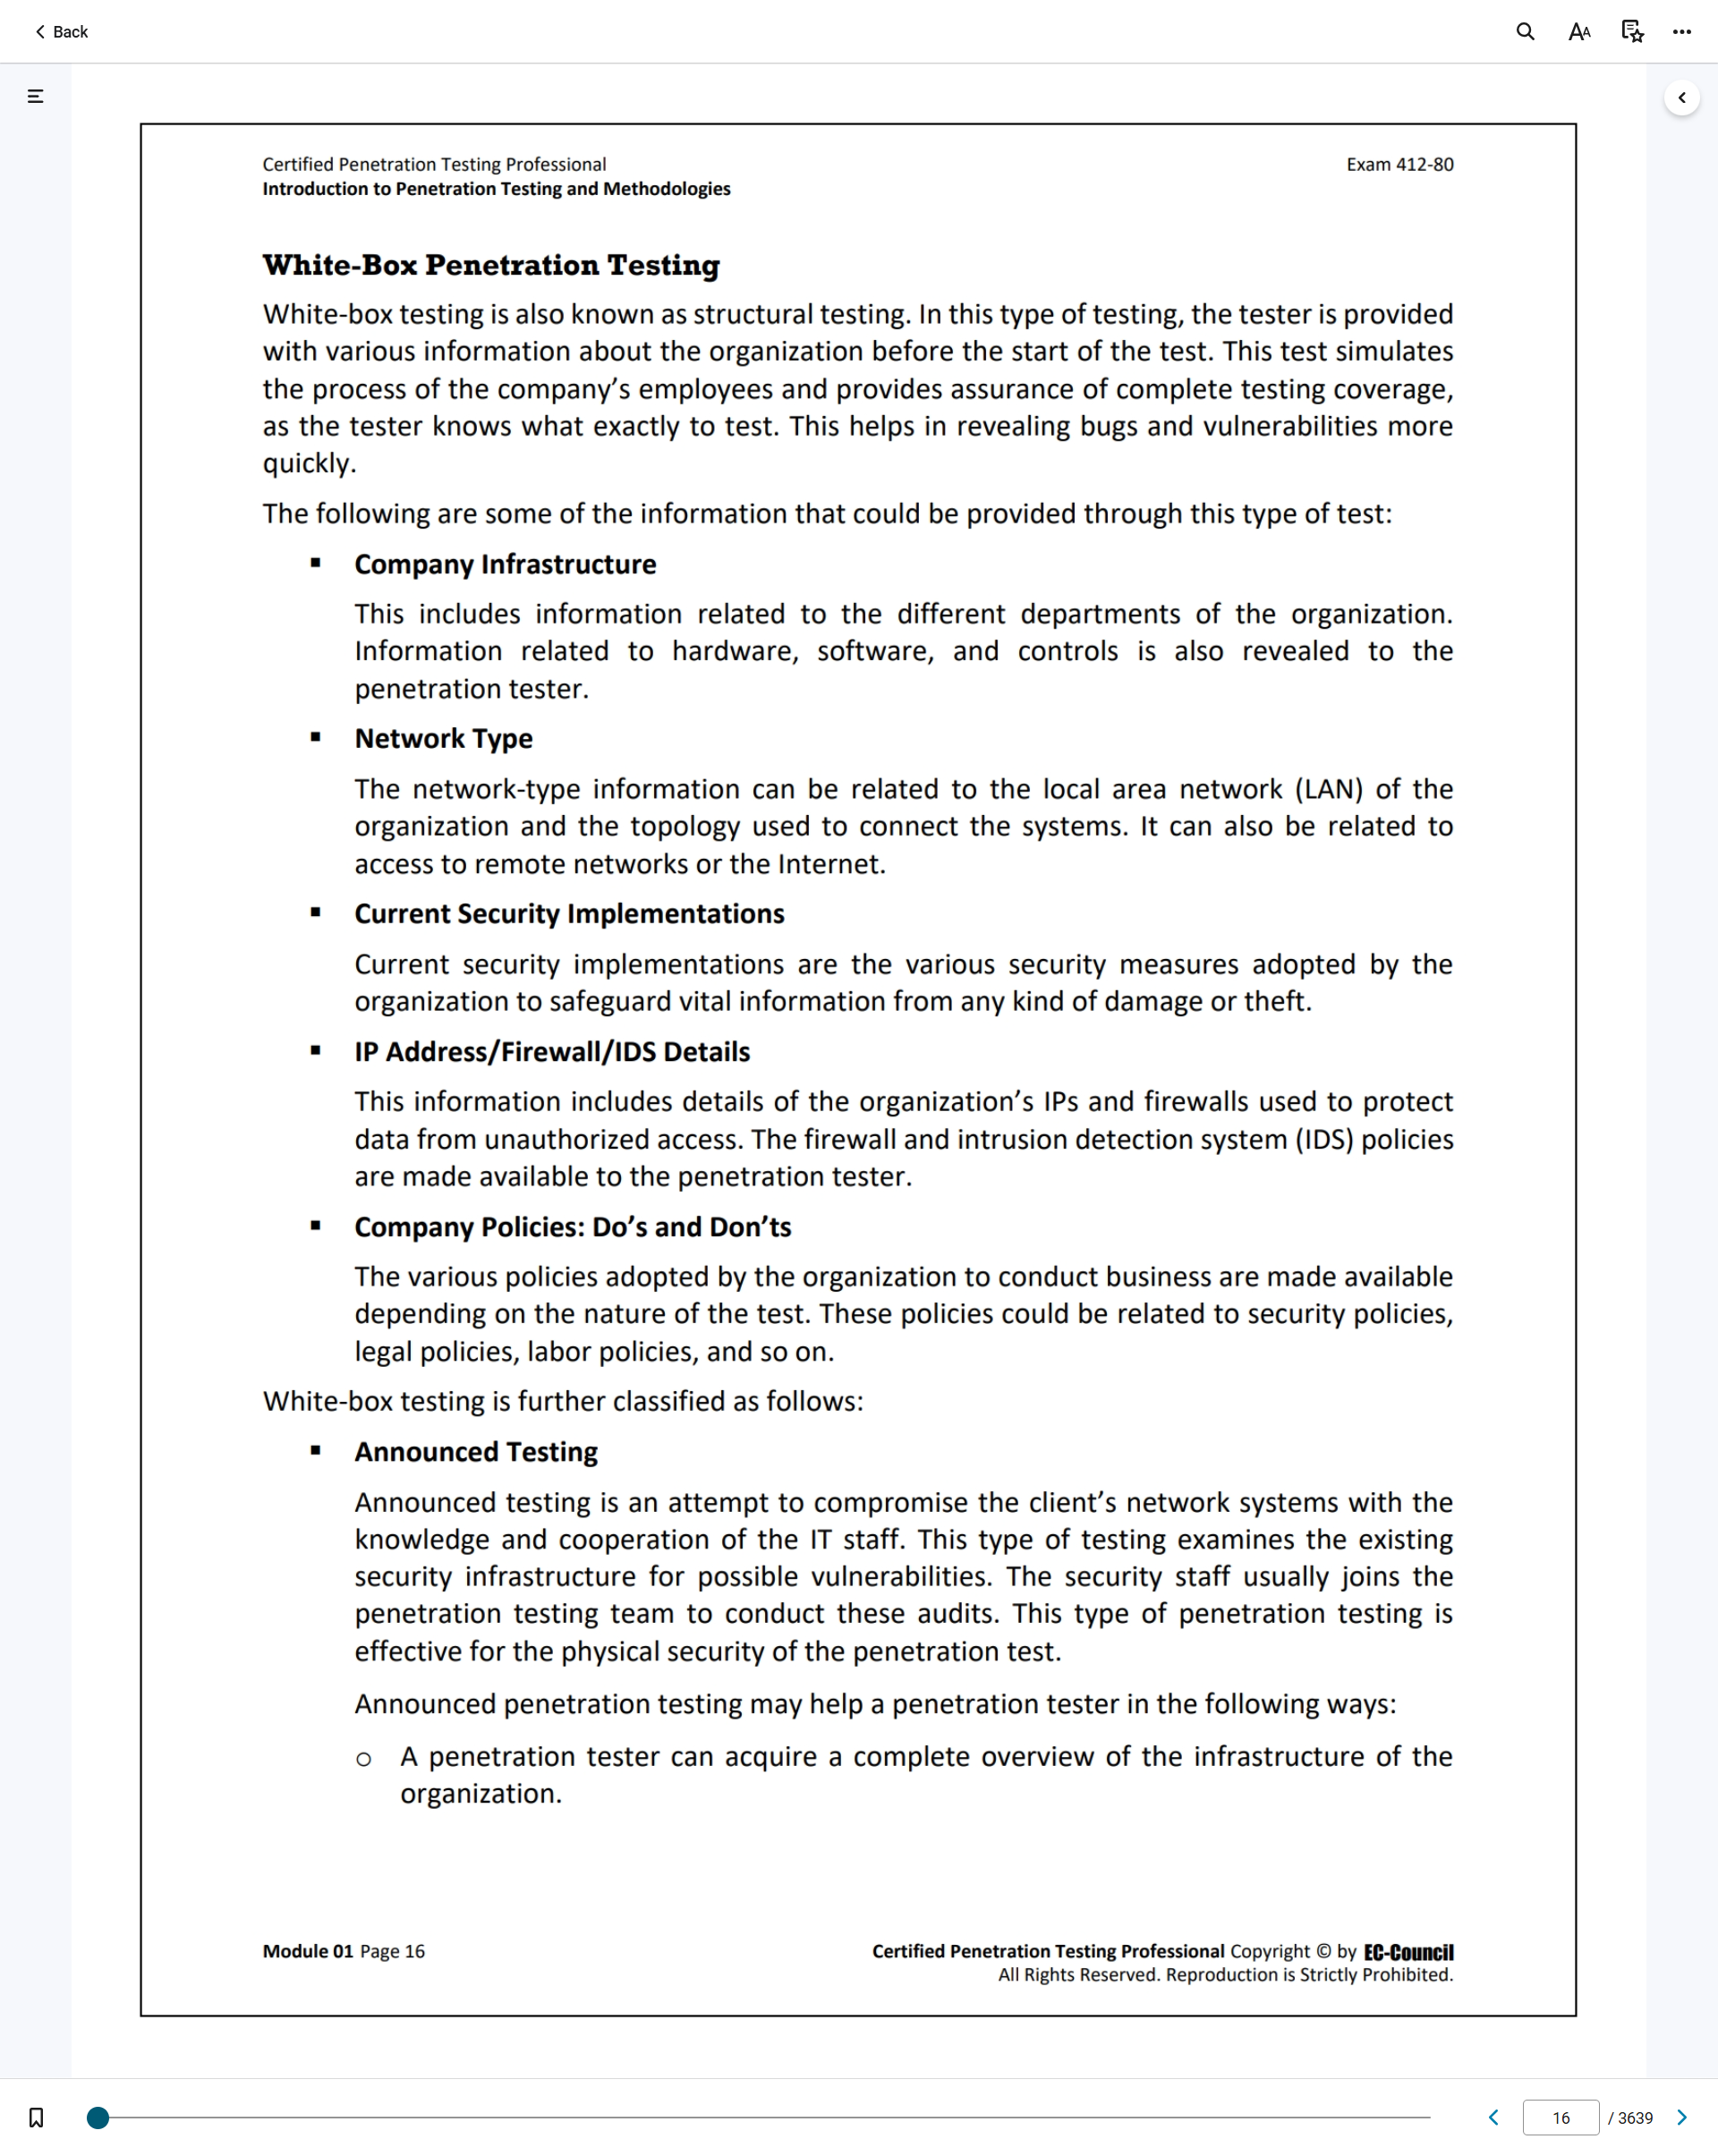 Back
Certified Penetration Testing Professional
Exam 412-80
Introduction to Penetration Testing and Methodologies
White-Box Penetration Testing
White-box testing is also known as structural testing. In this type of testing, the tester is provided
with various information about the organization before the start of the test. This test simulates
the process of the company’s employees and provides assurance of complete testing coverage,
as the tester knows what exactly to test. This helps in revealing bugs and vulnerabilities more
quickly.
The following are some of the information that could be provided through this type of test:
▪ Company Infrastructure
This includes information related to the different departments of the organization.
Information related to hardware, software, and controls is also revealed to the
penetration tester.
▪ Network Type
The network-type information can be related to the local area network (LAN) of the
organization and the topology used to connect the systems. It can also be related to
access to remote networks or the Internet.
▪ Current Security Implementations
Current security implementations are the various security measures adopted by the
organization to safeguard vital information from any kind of damage or theft.
▪ IP Address/Firewall/IDS Details
This information includes details of the organization’s IPs and firewalls used to protect
data from unauthorized access. The firewall and intrusion detection system (IDS) policies
are made available to the penetration tester.
▪ Company Policies: Do’s and Don’ts
The various policies adopted by the organization to conduct business are made available
depending on the nature of the test. These policies could be related to security policies,
legal policies, labor policies, and so on.
White-box testing is further classified as follows:
▪ Announced Testing
Announced testing is an attempt to compromise the client’s network systems with the
knowledge and cooperation of the IT staff. This type of testing examines the existing
security infrastructure for possible vulnerabilities. The security staff usually joins the
penetration testing team to conduct these audits. This type of penetration testing is
effective for the physical security of the penetration test.
Announced penetration testing may help a penetration tester in the following ways:
o A penetration tester can acquire a complete overview of the infrastructure of the
organization.
Module 01 Page 16
Certified Penetration Testing Professional Copyright © by EC-Council
All Rights Reserved. Reproduction is Strictly Prohibited.
16 / 3639